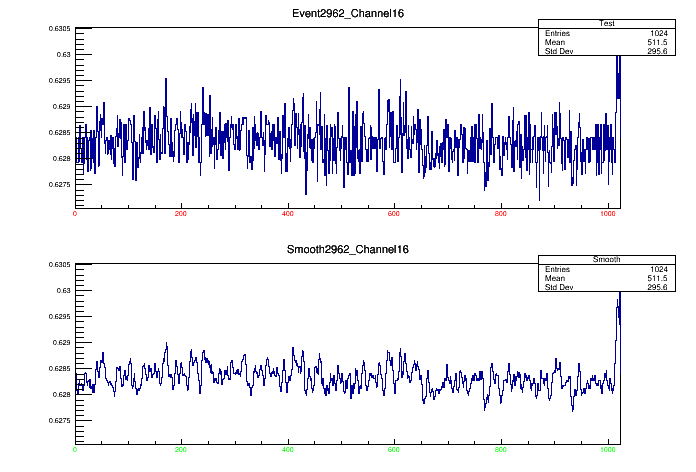 Event2962_Channel16
Test
Entries 1024
Mean 511.5
Std Dev 295.6
0.6305
0.63
0.6295
0.629
0.6285
0.628
0.6275
0 200 400 600 800 1000
Smooth2962_Channel16
Smooth
Entries 1024
Mean 511.5
Std Dev 295.6
0.6305
0.63
0.6295
0.629
0.6285
0.628
0.6275
0 200 400 600 800 1000